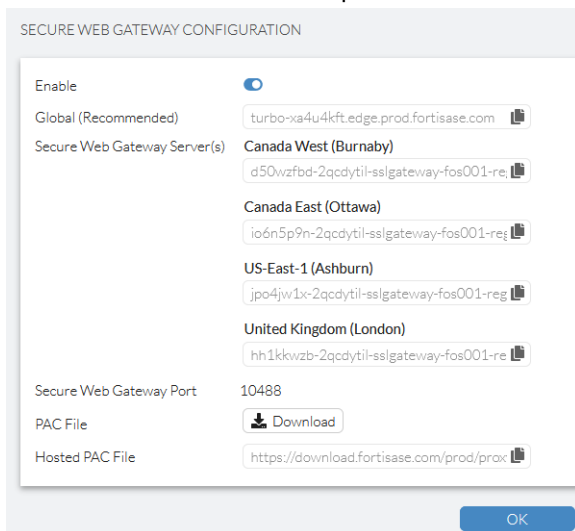 SECURE WEB GATEWAY CONFIGURATION
Enable
Global (Recommended) turbo-xa4u4kft.edge.prod.fortisase.com
Secure Web Gateway Server(s) Canada West (Burnaby)
d50wzfbd-2qcdytil-sslgateway-fos001-reg
Canada East (Ottawa)
io6n5p9n-2qcdytil-sslgateway-fos001-reg
US-East-1 (Ashburn)
jpo4jw1x-2qcdytil-sslgateway-fos001-reg
United Kingdom (London)
hh1kkwzb-2qcdytil-sslgateway-fos001-re
Secure Web Gateway Port 10488
PAC File Download
Hosted PAC File https://download.fortisase.com/prod/prox
OK